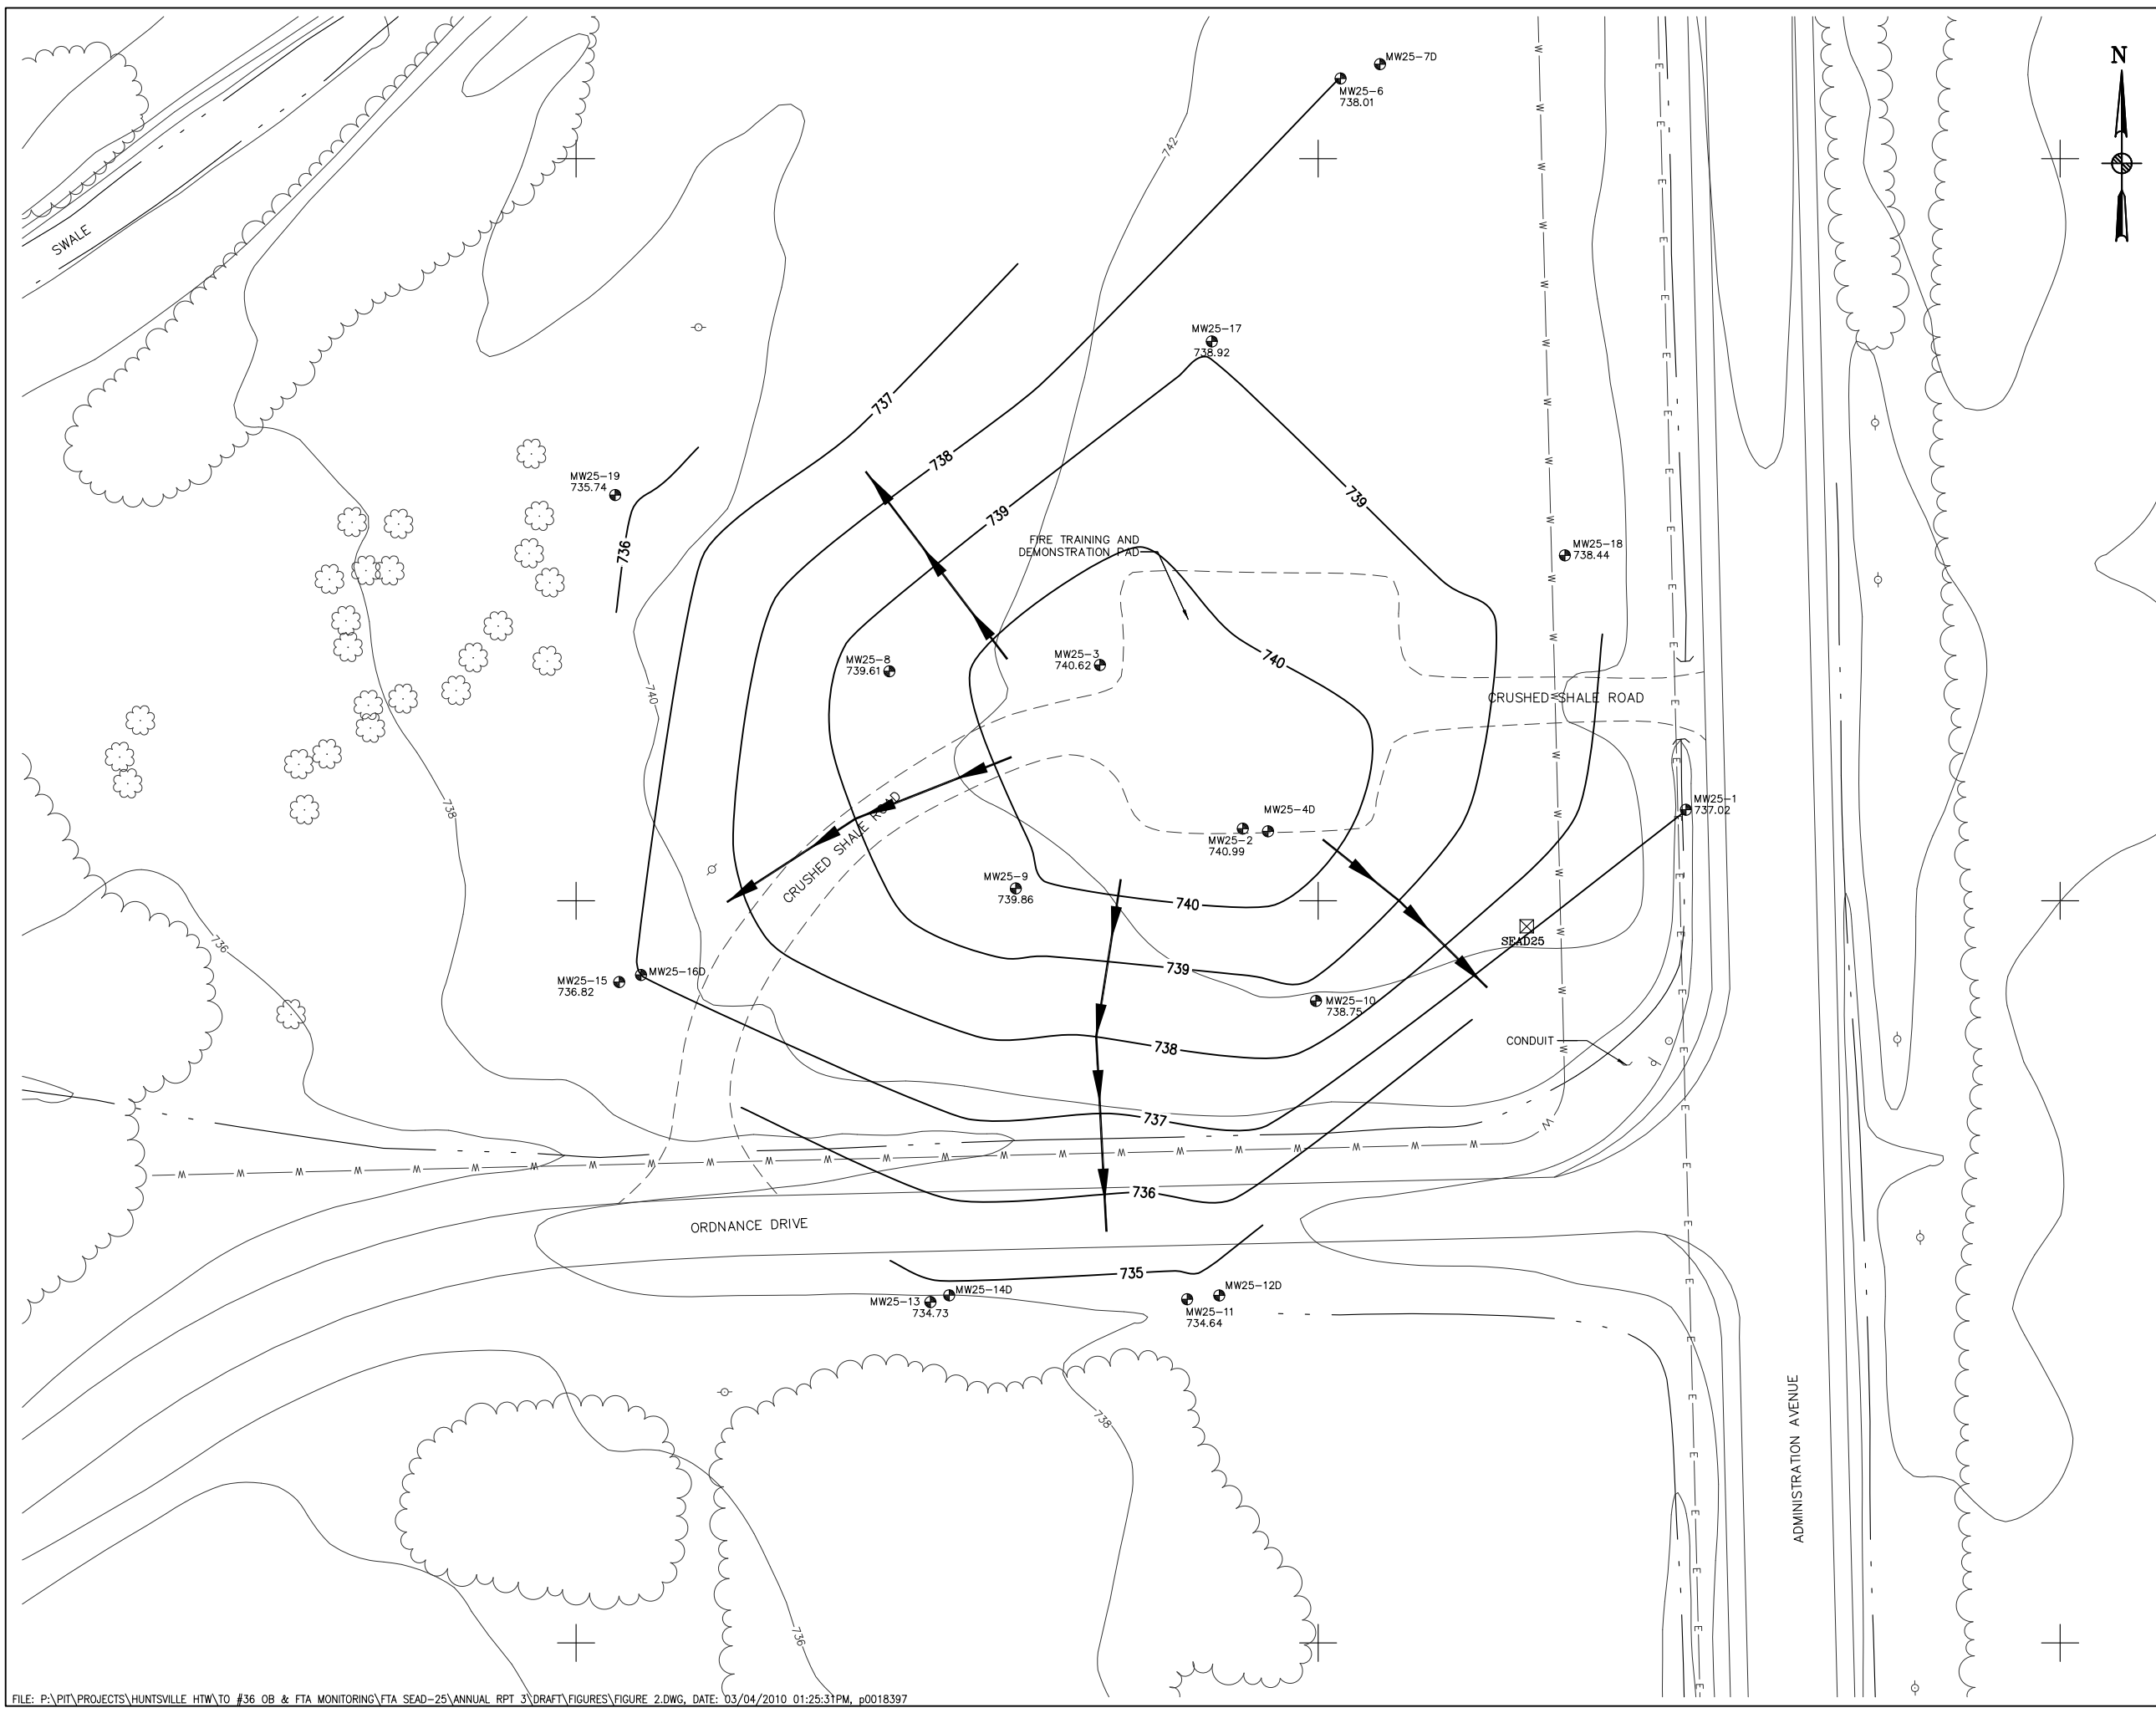 N
MW25-7D
MW25-6
738.01
742
SWALE
MW25-17
738.92
737
738
739
739
MW25-19
735.74
736
FIRE TRAINING AND
DEMONSTRATION PAD
MW25-18
738.44
MW25-8
739.61
MW25-3
740.62
740
740
CRUSHED SHALE ROAD
738
CRUSHED SHALE ROAD
MW25-4D
MW25-2
740.99
MW25-1
737.02
MW25-9
739.86
740
736
SEAD25
MW25-15
736.82
MW25-16D
739
MW25-10
738.75
738
CONDUIT
737
736
ORDNANCE DRIVE
735
MW25-13
734.73
MW25-14D
MW25-12D
MW25-11
734.64
738
ADMINISTRATION AVENUE
736
W W W W W W W W W W W W W W W W W W W W W W W
W W W W W W W W W W W W W W W W W W W
E E E E E E E E E E E E E E E E E E E E E E E E E E E E E
FILE: P:\PIT\PROJECTS\HUNTSVILLE HTW\TO #36 OB & FTA MONITORING\FTA SEAD-25\ANNUAL RPT 3\DRAFT\FIGURES\FIGURE 2.DWG, DATE: 03/04/2010 01:25:31PM, p0018397